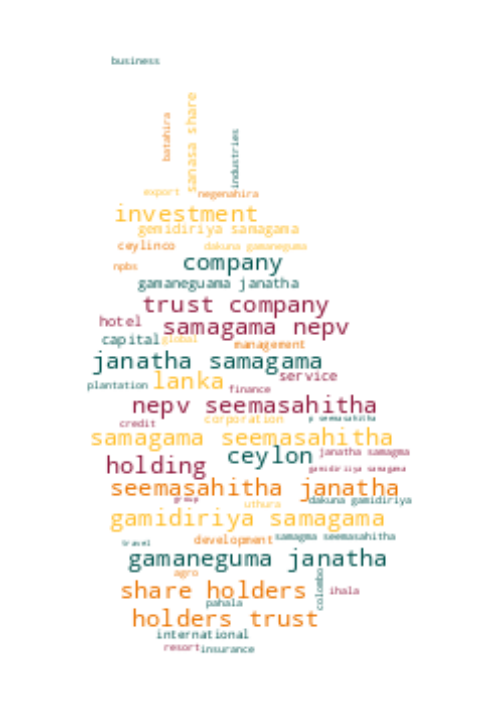 business
batahira
sanasa share
industries
export
negenahira
investment
gemidiriya samagama
ceylinco
dakuna gamaneguma
company
npbs
gamaneguama janatha
trust company
hotel
samagama nepv
capital
global
management
janatha samagama
lanka
service
plantation
finance
nepv seemasahitha
corporation
p seemasahitha
credit
samagama seemasahitha
ceylon
janatha samagma
holding
gamidiriya samagama
seemasahitha janatha
group
dakuna gamidiriya
uthura
gamidiriya samagama
development
samagma seemasahitha
travel
gamaneguma janatha
agro
share holders
colombo
ihala
pahala
holders trust
international
resort
insurance